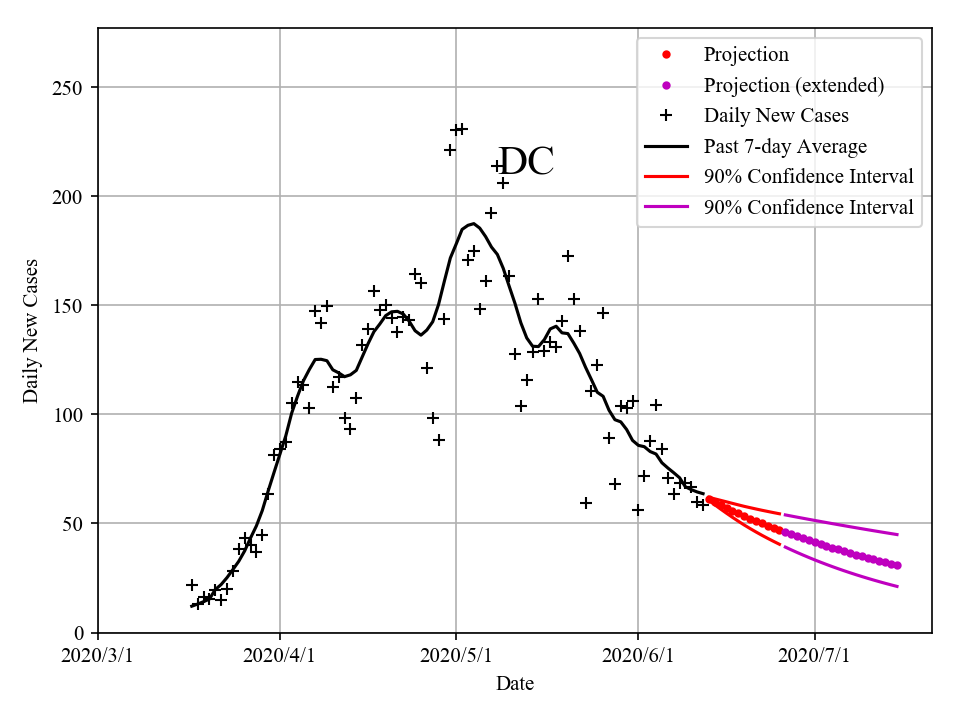 250
200
150
100
50
0
Daily New Cases
DC
Projection
Projection (extended)
Daily New Cases
Past 7-day Average
90% Confidence Interval
90% Confidence Interval
2020/3/1 2020/4/1 2020/5/1 2020/6/1 2020/7/1
Date